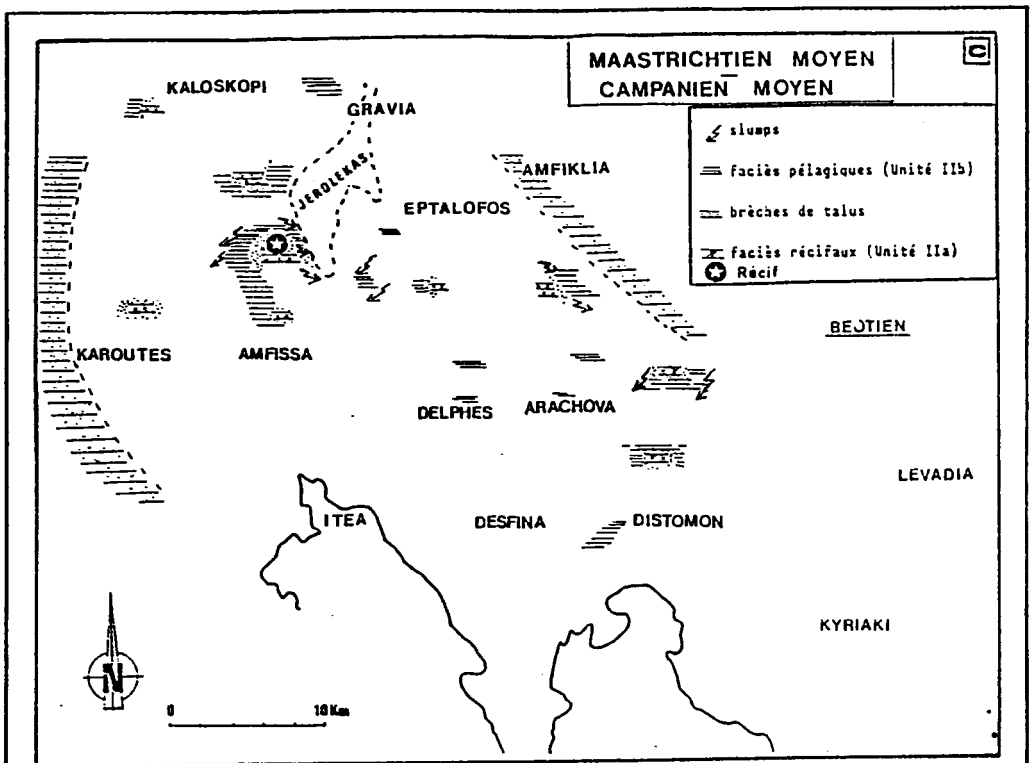 C
MAASTRICHTIEN MOYEN
CAMPANIEN MOYEN
slumps
faciès pélagiques (Unité IIb)
brèches de talus
faciès récifaux (Unité IIa)
Récif
KALOSKOPI
GRAVIA
JEROLEKAS
AMFIKLIA
EPTALOFOS
BEOTIEN
KAROUTES
AMFISSA
DELPHES
ARACHOVA
LEVADIA
ITEA
DESFINA
DISTOMON
KYRIAKI
N
0 10 Km